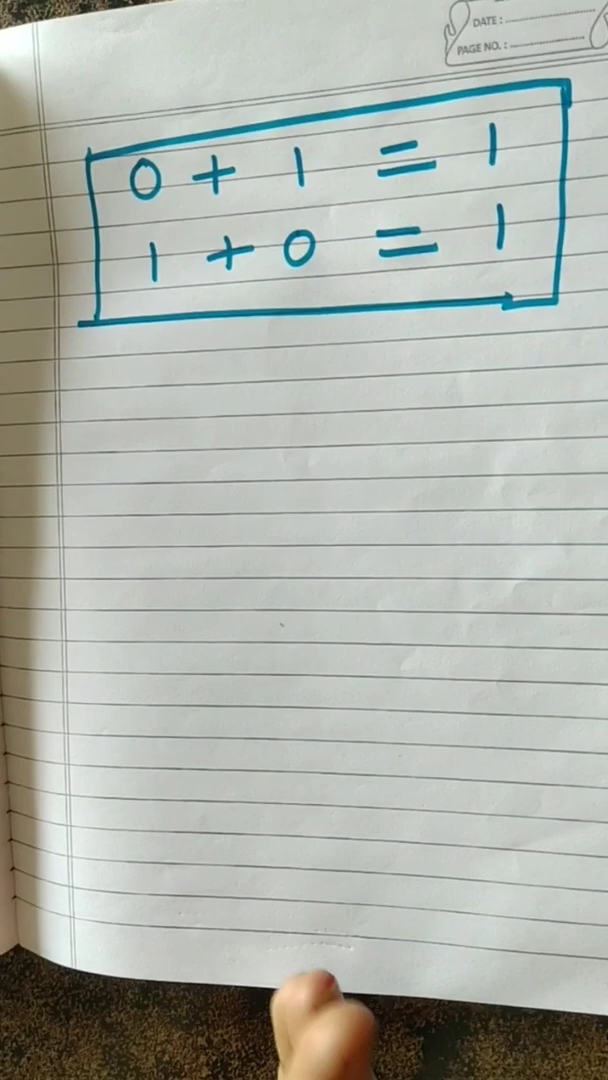 DATE :
PAGE NO. :
0 + 1 = 1
1 + 0 = 1